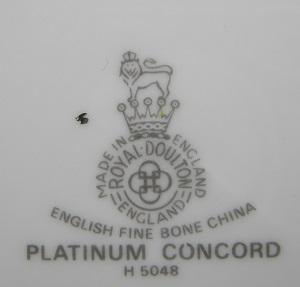 MADE IN ENGLAND
ROYAL·DOULTON
ENGLAND
ENGLISH FINE BONE CHINA
PLATINUM CONCORD
H 5048